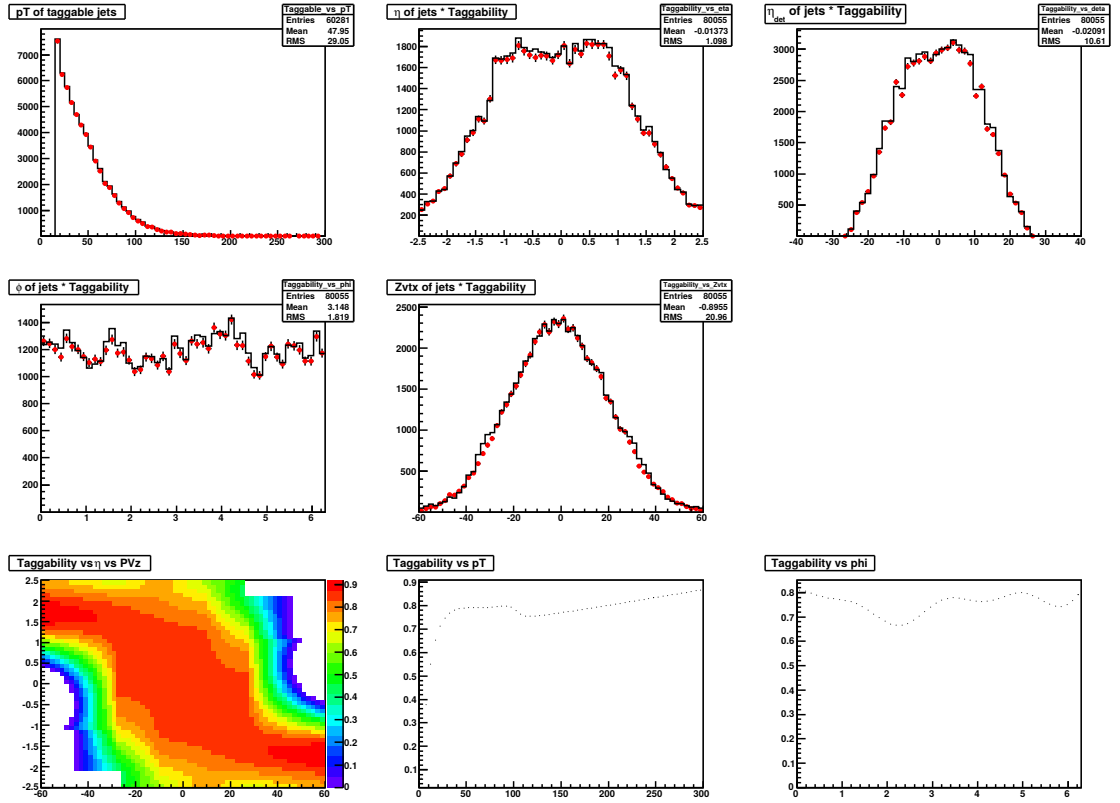 pT of taggable jets
Taggable_vs_pT
Entries 60281
Mean 47.95
RMS 29.05
7000
6000
5000
4000
3000
2000
1000
0 50 100 150 200 250 300
η of jets * Taggability
Taggability_vs_eta
Entries 80055
Mean -0.01373
RMS 1.098
1800
1600
1400
1200
1000
800
600
400
200
-2.5 -2 -1.5 -1 -0.5 0 0.5 1 1.5 2 2.5
η_det of jets * Taggability
Taggability_vs_deta
Entries 80055
Mean -0.02091
RMS 10.61
3000
2500
2000
1500
1000
500
0
-40 -30 -20 -10 0 10 20 30 40
ϕ of jets * Taggability
Taggability_vs_phi
Entries 80055
Mean 3.148
RMS 1.819
1400
1200
1000
800
600
400
200
0 1 2 3 4 5 6
Zvtx of jets * Taggability
Taggability_vs_Zvtx
Entries 80055
Mean -0.8955
RMS 20.96
2500
2000
1500
1000
500
-60 -40 -20 0 20 40 60
Taggability vs η vs PVz
2.5
2
1.5
1
0.5
0
-0.5
-1
-1.5
-2
-2.5
-60 -40 -20 0 20 40 60
0.9
0.8
0.7
0.6
0.5
0.4
0.3
0.2
0.1
0
Taggability vs pT
0.9
0.8
0.7
0.6
0.5
0.4
0.3
0.2
0.1
0 50 100 150 200 250 300
Taggability vs phi
0.8
0.7
0.6
0.5
0.4
0.3
0.2
0.1
0
0 1 2 3 4 5 6